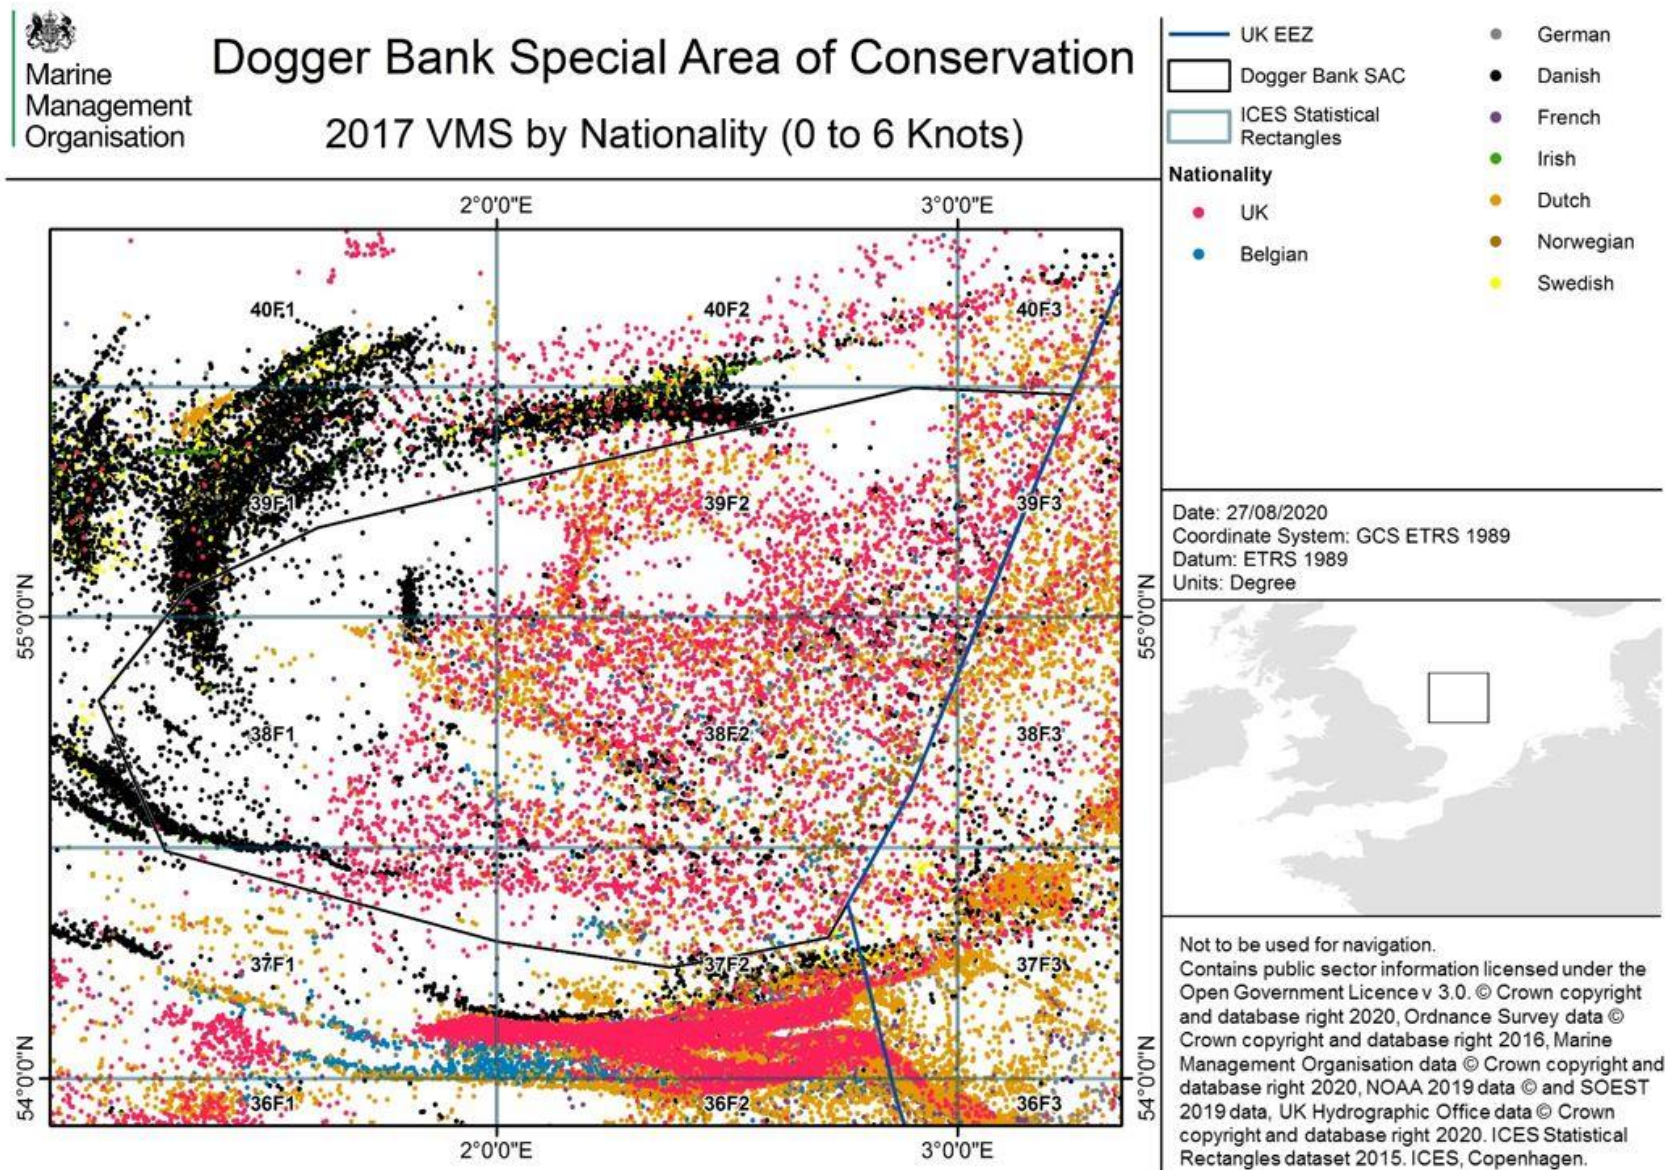 Marine
Management
Organisation
Dogger Bank Special Area of Conservation
2017 VMS by Nationality (0 to 6 Knots)
UK EEZ
Dogger Bank SAC
ICES Statistical
Rectangles
Nationality
UK
Belgian
German
Danish
French
Irish
Dutch
Norwegian
Swedish
2°0'0"E
3°0'0"E
40F1
40F2
40F3
39F1
39F2
39F3
55°0'0"N
55°0'0"N
38F1
38F2
38F3
37F1
37F2
37F3
54°0'0"N
54°0'0"N
36F1
36F2
36F3
2°0'0"E
3°0'0"E
Date: 27/08/2020
Coordinate System: GCS ETRS 1989
Datum: ETRS 1989
Units: Degree
Not to be used for navigation.
Contains public sector information licensed under the
Open Government Licence v 3.0. © Crown copyright
and database right 2020, Ordnance Survey data ©
Crown copyright and database right 2016, Marine
Management Organisation data © Crown copyright and
database right 2020, NOAA 2019 data © and SOEST
2019 data, UK Hydrographic Office data © Crown
copyright and database right 2020. ICES Statistical
Rectangles dataset 2015. ICES, Copenhagen.